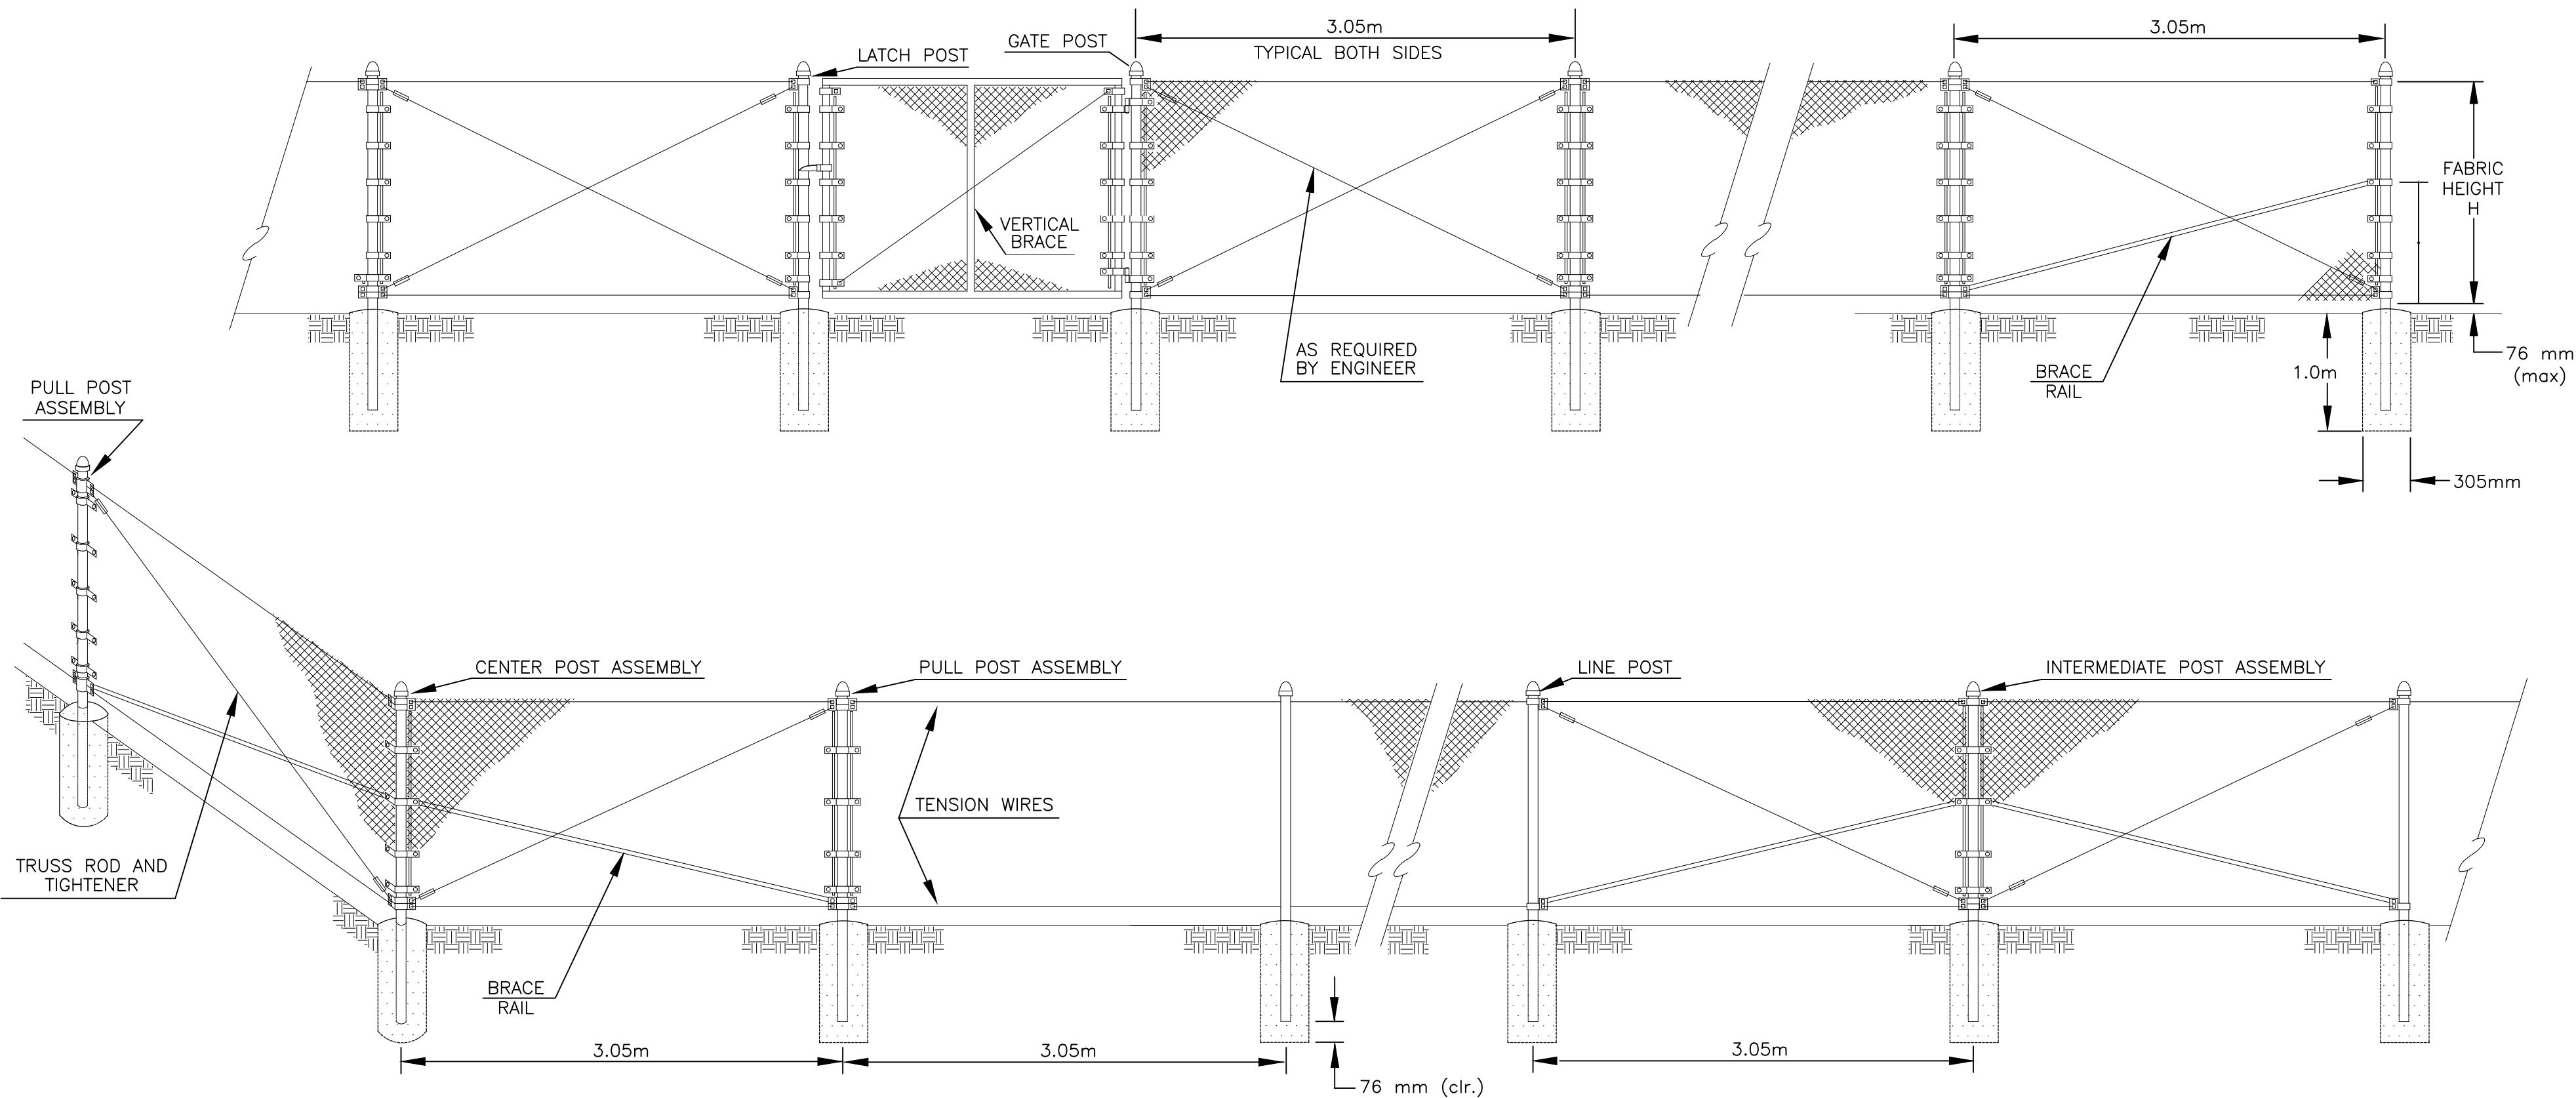 3.05m
TYPICAL BOTH SIDES
GATE POST
LATCH POST
3.05m
FABRIC
HEIGHT
H
VERTICAL
BRACE
AS REQUIRED
BY ENGINEER
BRACE
RAIL
1.0m
76 mm
(max)
305mm
PULL POST
ASSEMBLY
CENTER POST ASSEMBLY
PULL POST ASSEMBLY
LINE POST
INTERMEDIATE POST ASSEMBLY
TENSION WIRES
TRUSS ROD AND
TIGHTENER
BRACE
RAIL
3.05m
3.05m
3.05m
76 mm (clr.)